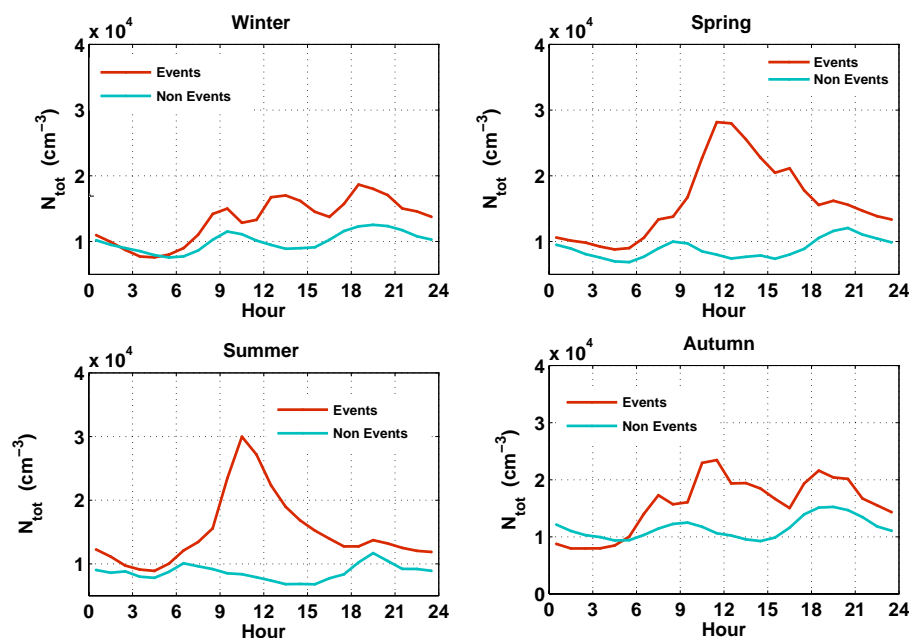 Winter
x 10^4
4
3
2
1
N_tot (cm^−3)
Events
Non Events
0 3 6 9 12 15 18 21 24
Hour
Spring
x 10^4
4
3
2
1
N_tot (cm^−3)
Events
Non Events
0 3 6 9 12 15 18 21 24
Hour
Summer
x 10^4
4
3
2
1
N_tot (cm^−3)
Events
Non Events
0 3 6 9 12 15 18 21 24
Hour
Autumn
x 10^4
4
3
2
1
0
N_tot (cm^−3)
Events
Non Events
0 3 6 9 12 15 18 21 24
Hour